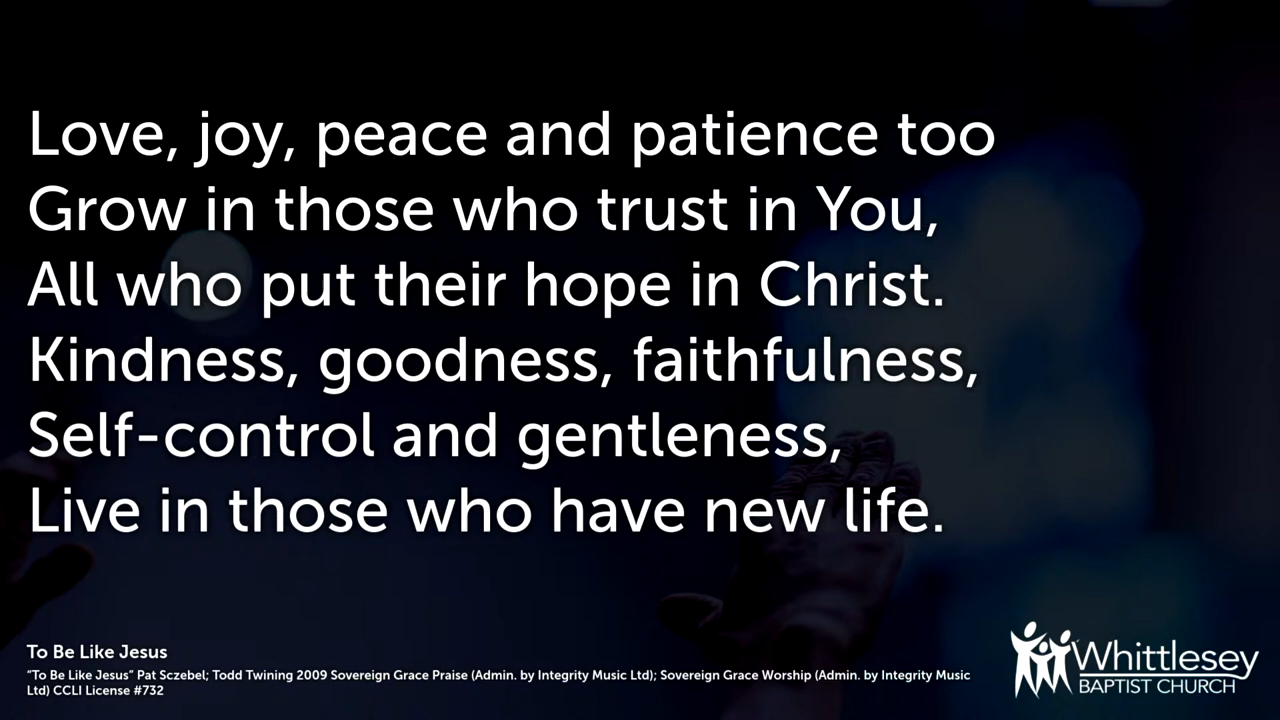 Love, joy, peace and patience too
Grow in those who trust in You,
All who put their hope in Christ.
Kindness, goodness, faithfulness,
Self-control and gentleness,
Live in those who have new life.
To Be Like Jesus
“To Be Like Jesus” Pat Sczebel; Todd Twining 2009 Sovereign Grace Praise (Admin. by Integrity Music Ltd); Sovereign Grace Worship (Admin. by Integrity Music
Ltd) CCLI License #732
Whittlesey
BAPTIST CHURCH